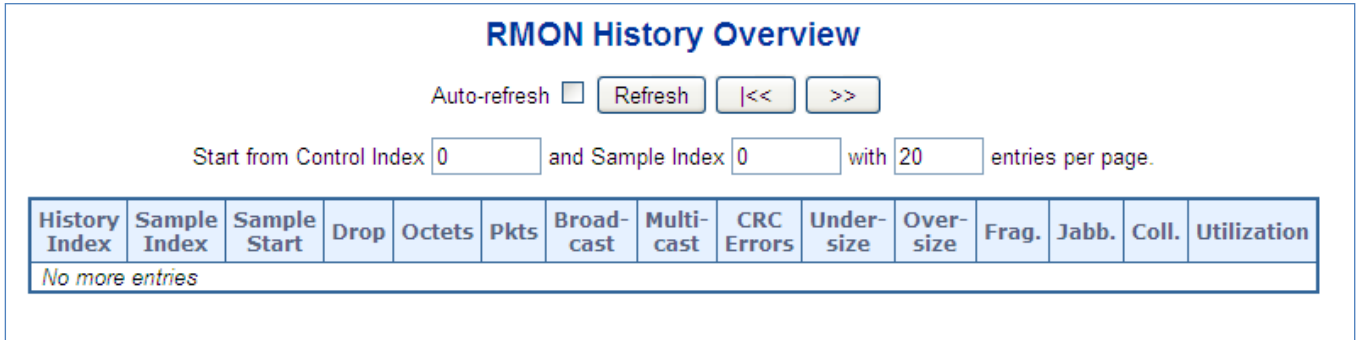 RMON History Overview
Auto-refresh Refresh |<< >>
Start from Control Index 0 and Sample Index 0 with 20 entries per page.
History Index Sample Index Sample Start Drop Octets Pkts Broad-cast Multi-cast CRC Errors Under-size Over-size Frag. Jabb. Coll. Utilization
No more entries